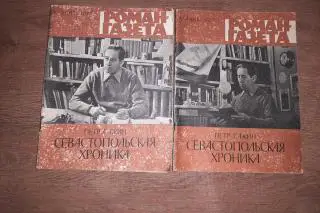 РОМАН-
ГАЗЕТА
ПЕТР САЖИН
СЕВАСТОПОЛЬСКАЯ
ХРОНИКА
РОМАН-
ГАЗЕТА
ПЕТР САЖИН
СЕВАСТОПОЛЬСКАЯ
ХРОНИКА